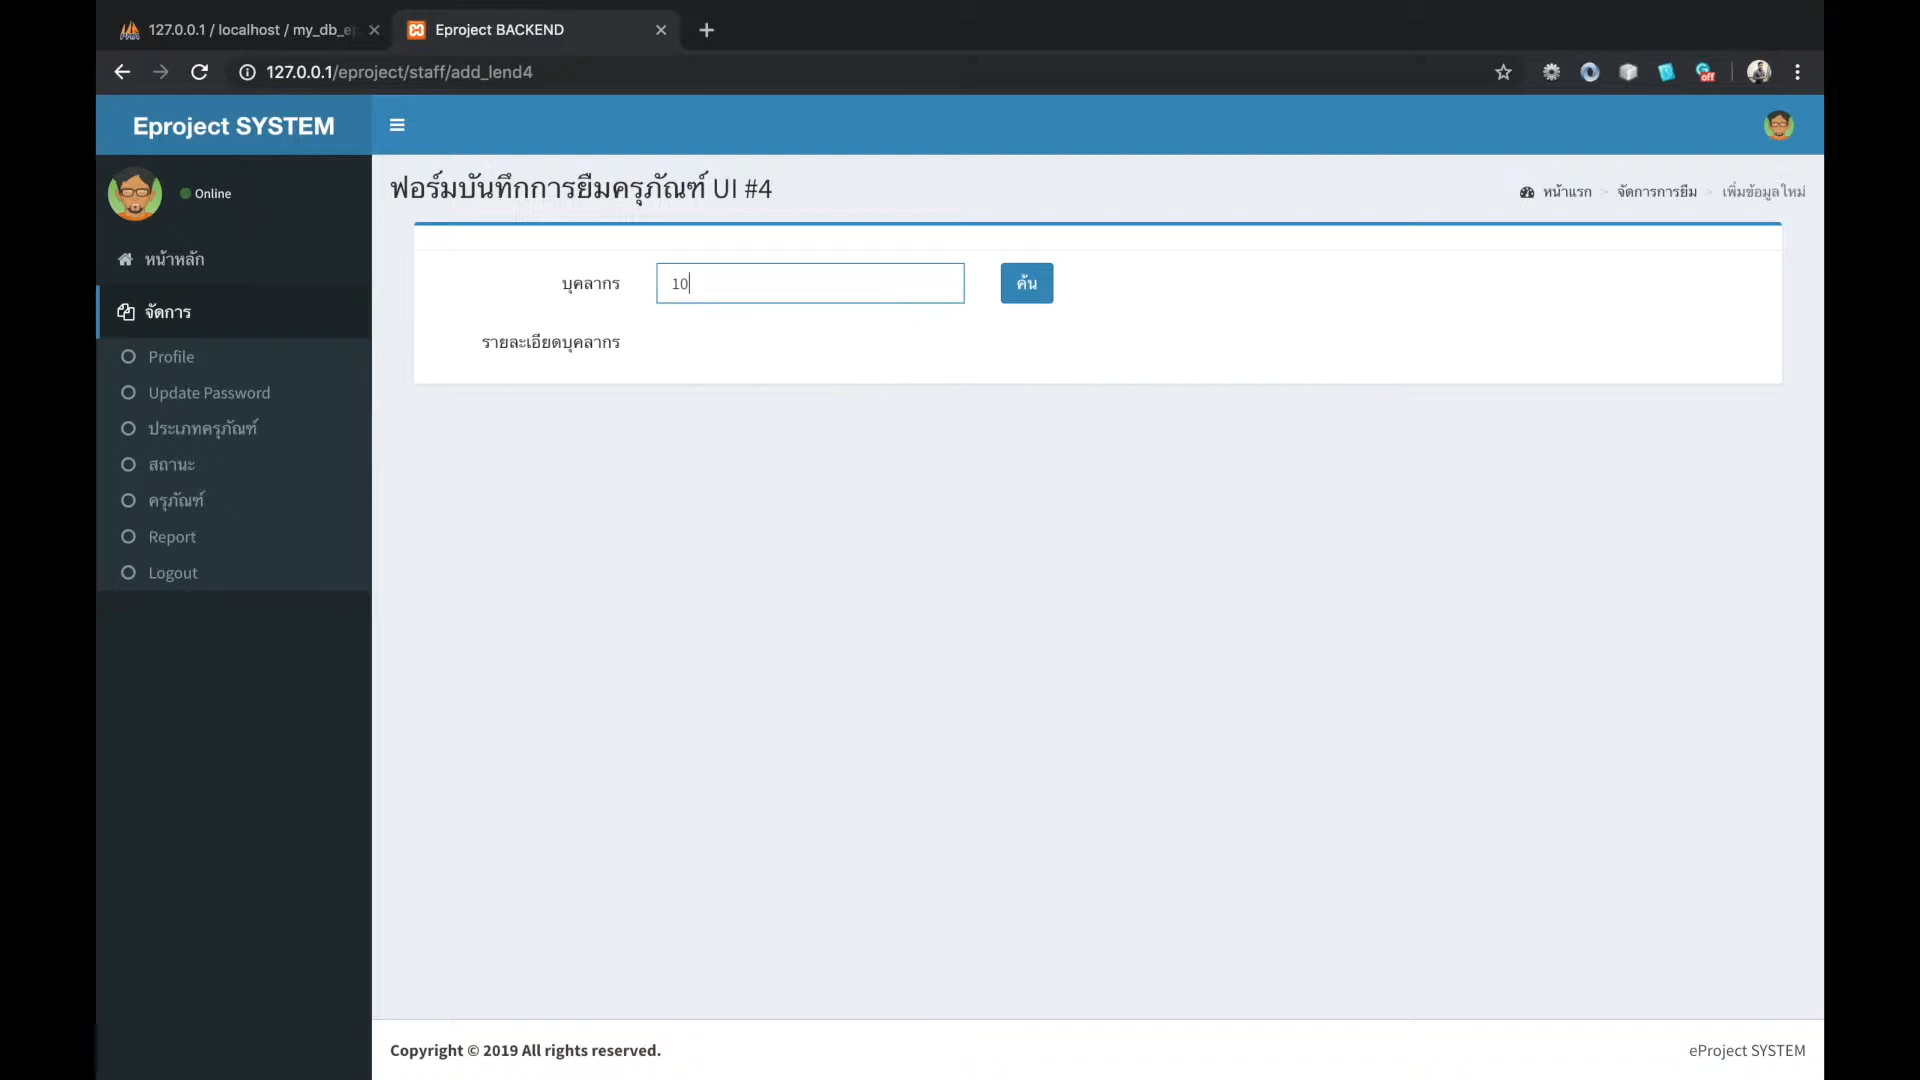 127.0.0.1 / localhost / my_db_e
Eproject BACKEND
127.0.0.1/eproject/staff/add_lend4
off
Eproject SYSTEM
Online
หน้าหลัก
จัดการ
Profile
Update Password
ประเภทครุภัณฑ์
สถานะ
ครุภัณฑ์
Report
Logout
ฟอร์มบันทึกการยืมครุภัณฑ์ UI #4
หน้าแรก > จัดการการยืม > เพิ่มข้อมูลใหม่
บุคลากร
10
ค้น
รายละเอียดบุคลากร
Copyright © 2019 All rights reserved.
eProject SYSTEM